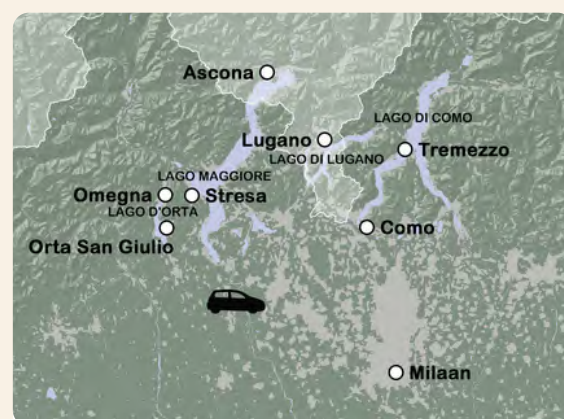 Ascona
LAGO DI COMO
Lugano
LAGO DI LUGANO
Tremezzo
LAGO MAGGIORE
Omegna
Stresa
LAGO D'ORTA
Orta San Giulio
Como
Milaan